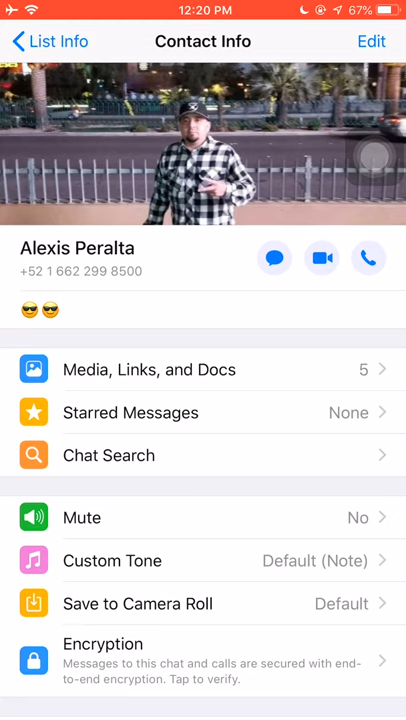 12:20 PM 67%
List Info Contact Info Edit
Alexis Peralta
+52 1 662 299 8500
😎😎
Media, Links, and Docs 5
Starred Messages None
Chat Search
Mute No
Custom Tone Default (Note)
Save to Camera Roll Default
Encryption
Messages to this chat and calls are secured with end-
to-end encryption. Tap to verify.